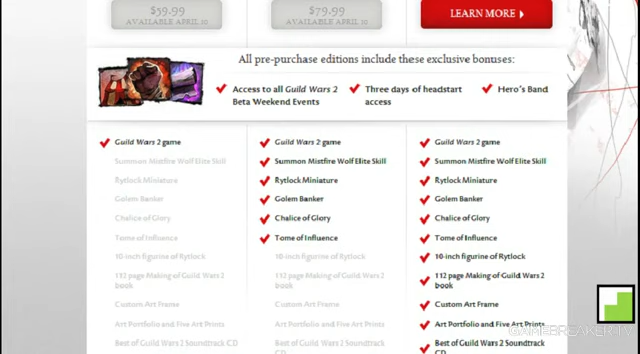 $59.99
AVAILABLE APRIL 10
$79.99
AVAILABLE APRIL 10
LEARN MORE
All pre-purchase editions include these exclusive bonuses:
Access to all Guild Wars 2
Beta Weekend Events
Three days of headstart
access
Hero's Band
Guild Wars 2 game
Summon Mistfire Wolf Elite Skill
Rytlock Miniature
Golem Banker
Chalice of Glory
Tome of Influence
10-inch figurine of Rytlock
112 page Making of Guild Wars 2
book
Custom Art Frame
Art Portfolio and Five Art Prints
Best of Guild Wars 2 Soundtrack
CD
Guild Wars 2 game
Summon Mistfire Wolf Elite Skill
Rytlock Miniature
Golem Banker
Chalice of Glory
Tome of Influence
10-inch figurine of Rytlock
112 page Making of Guild Wars 2
book
Custom Art Frame
Art Portfolio and Five Art Prints
Best of Guild Wars 2 Soundtrack
CD
Guild Wars 2 game
Summon Mistfire Wolf Elite Skill
Rytlock Miniature
Golem Banker
Chalice of Glory
Tome of Influence
10-inch figurine of Rytlock
112 page Making of Guild Wars 2
book
Custom Art Frame
Art Portfolio and Five Art Prints
Best of Guild Wars 2 Soundtrack
CD
GAMEBREAKER.TV